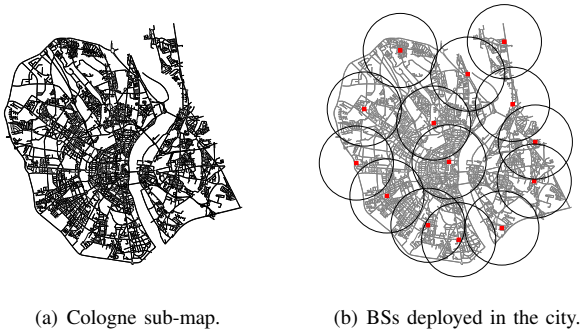 (a) Cologne sub-map.
(b) BSs deployed in the city.